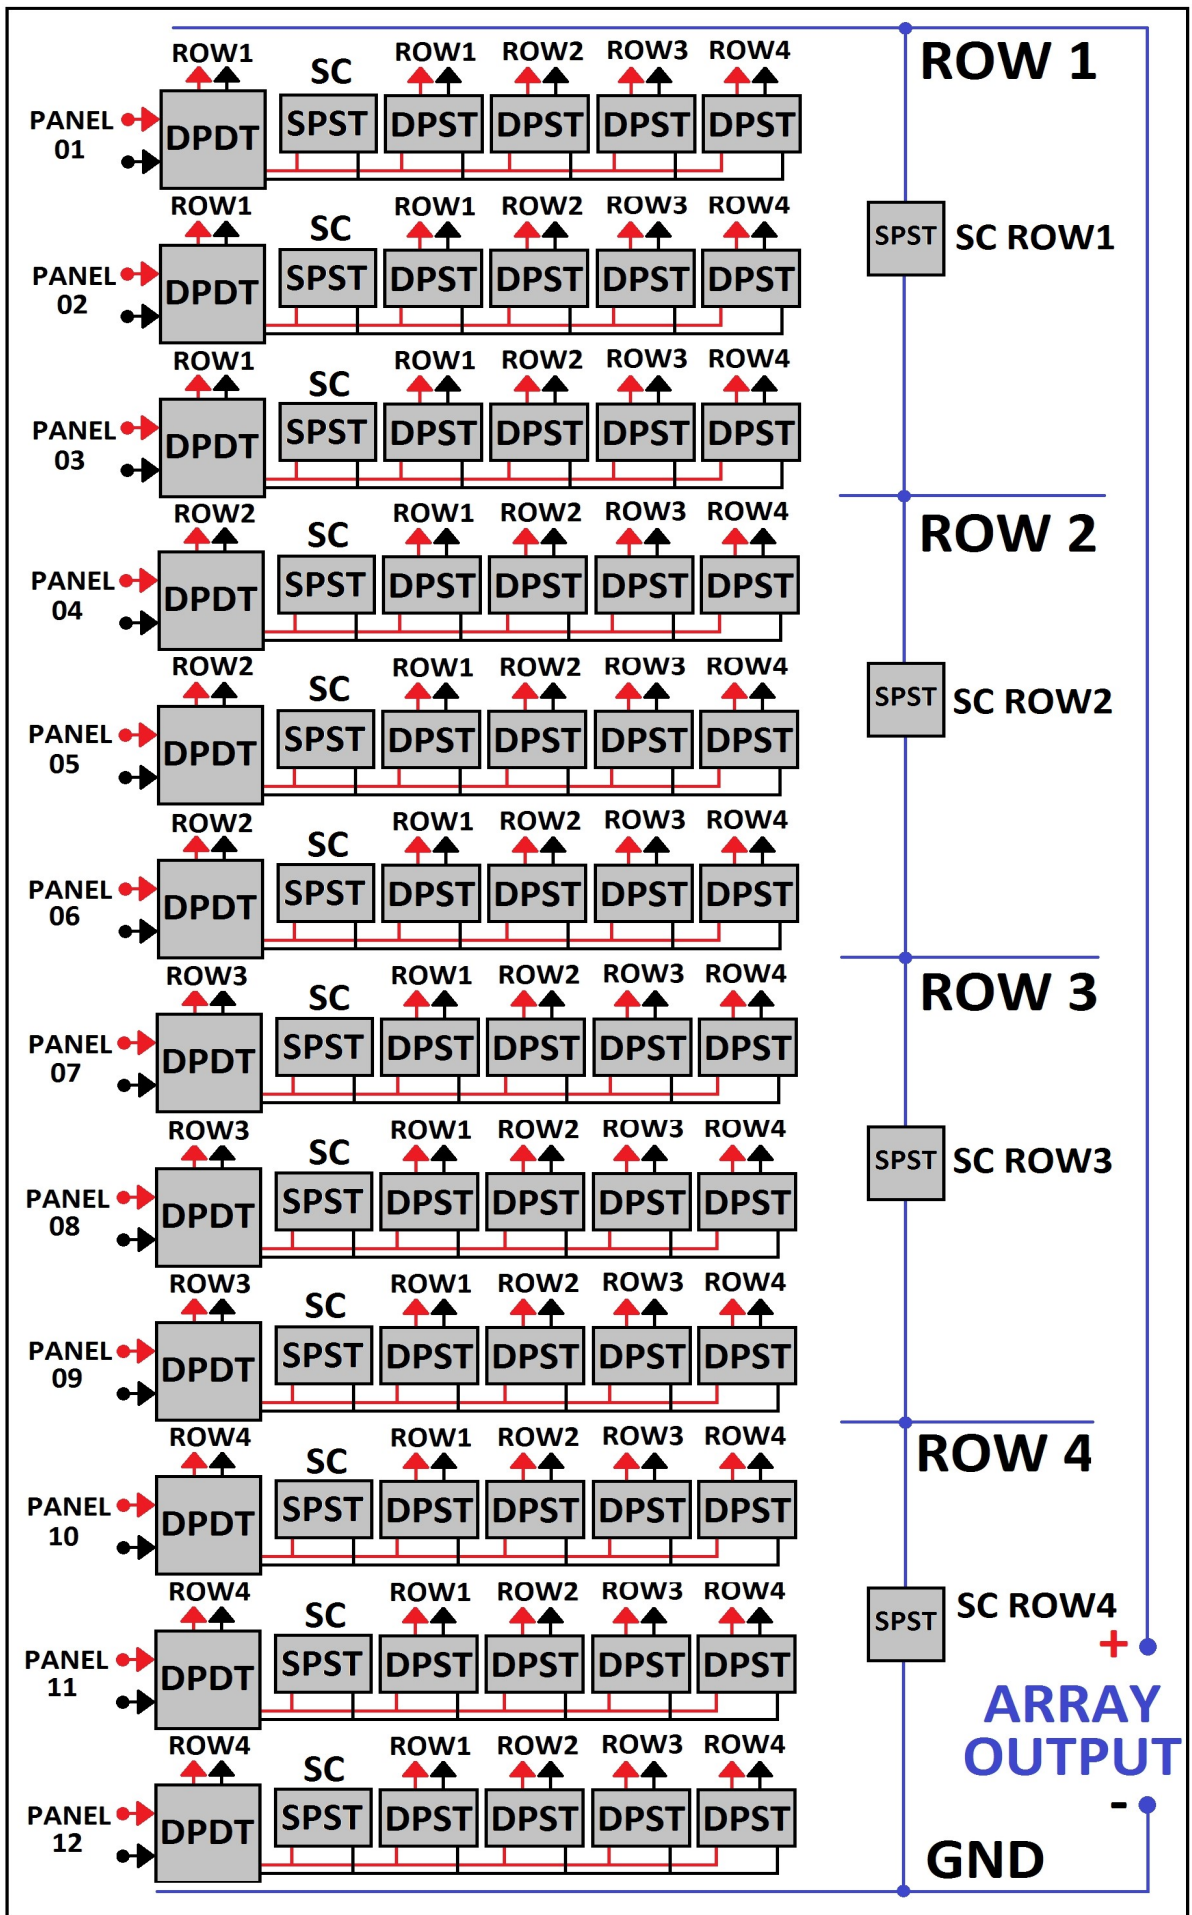 ROW1 SC ROW1 ROW2 ROW3 ROW4
PANEL 01 DPDT SPST DPST DPST DPST DPST
ROW1 SC ROW1 ROW2 ROW3 ROW4
PANEL 02 DPDT SPST DPST DPST DPST DPST
ROW1 SC ROW1 ROW2 ROW3 ROW4
PANEL 03 DPDT SPST DPST DPST DPST DPST
ROW2 SC ROW1 ROW2 ROW3 ROW4
PANEL 04 DPDT SPST DPST DPST DPST DPST
ROW2 SC ROW1 ROW2 ROW3 ROW4
PANEL 05 DPDT SPST DPST DPST DPST DPST
ROW2 SC ROW1 ROW2 ROW3 ROW4
PANEL 06 DPDT SPST DPST DPST DPST DPST
ROW3 SC ROW1 ROW2 ROW3 ROW4
PANEL 07 DPDT SPST DPST DPST DPST DPST
ROW3 SC ROW1 ROW2 ROW3 ROW4
PANEL 08 DPDT SPST DPST DPST DPST DPST
ROW3 SC ROW1 ROW2 ROW3 ROW4
PANEL 09 DPDT SPST DPST DPST DPST DPST
ROW4 SC ROW1 ROW2 ROW3 ROW4
PANEL 10 DPDT SPST DPST DPST DPST DPST
ROW4 SC ROW1 ROW2 ROW3 ROW4
PANEL 11 DPDT SPST DPST DPST DPST DPST
ROW4 SC ROW1 ROW2 ROW3 ROW4
PANEL 12 DPDT SPST DPST DPST DPST DPST
ROW 1
SPST SC ROW1
ROW 2
SPST SC ROW2
ROW 3
SPST SC ROW3
ROW 4
SPST SC ROW4
+
ARRAY
OUTPUT
-
GND